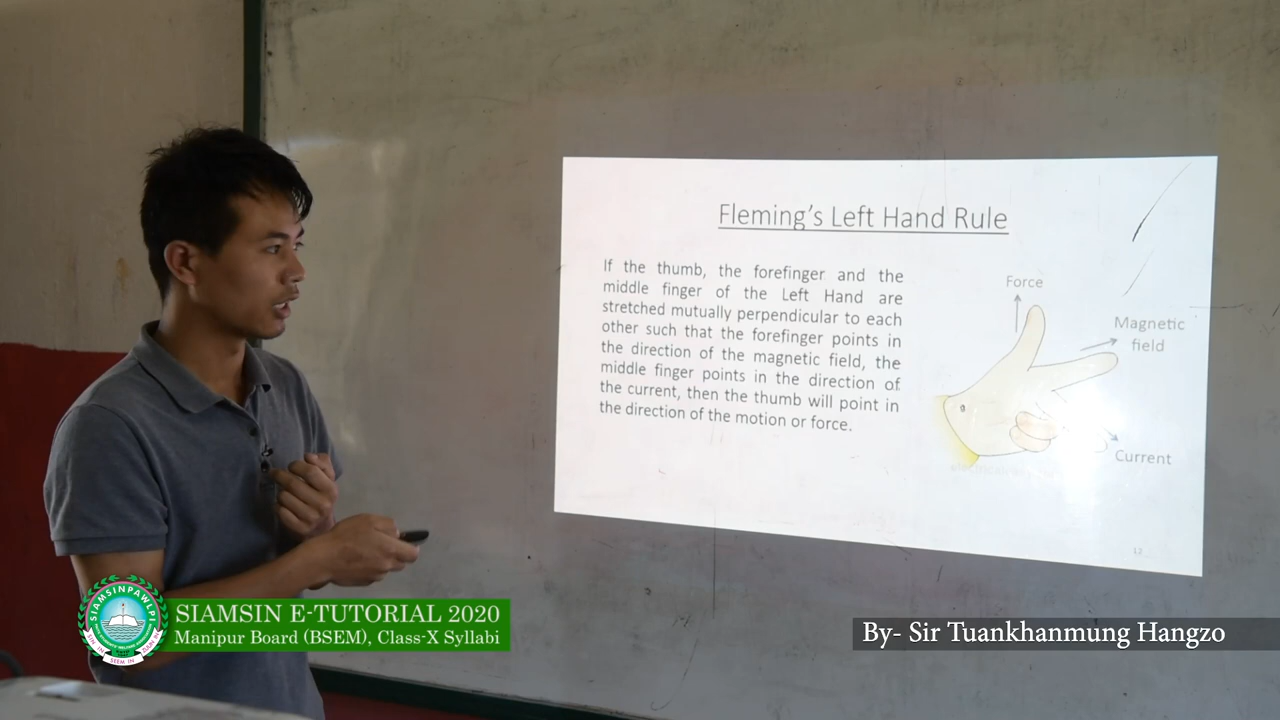 Fleming's Left Hand Rule
If the thumb, the forefinger and the
middle finger of the Left Hand are
stretched mutually perpendicular to each
other such that the forefinger points in
the direction of the magnetic field, the
middle finger points in the direction of
the current, then the thumb will point in
the direction of the motion or force.
Force
Magnetic
field
Current
12
SIAMSINPAWLPI
SIAMSIN E-TUTORIAL 2020
Manipur Board (BSEM), Class-X Syllabi
By- Sir Tuankhanmung Hangzo